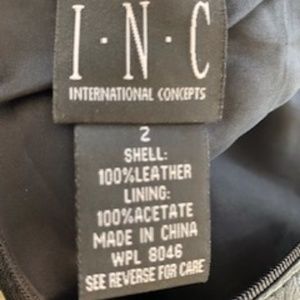 I·N·C
INTERNATIONAL CONCEPTS
2
SHELL:
100%LEATHER
LINING:
100%ACETATE
MADE IN CHINA
WPL 8046
SEE REVERSE FOR CARE